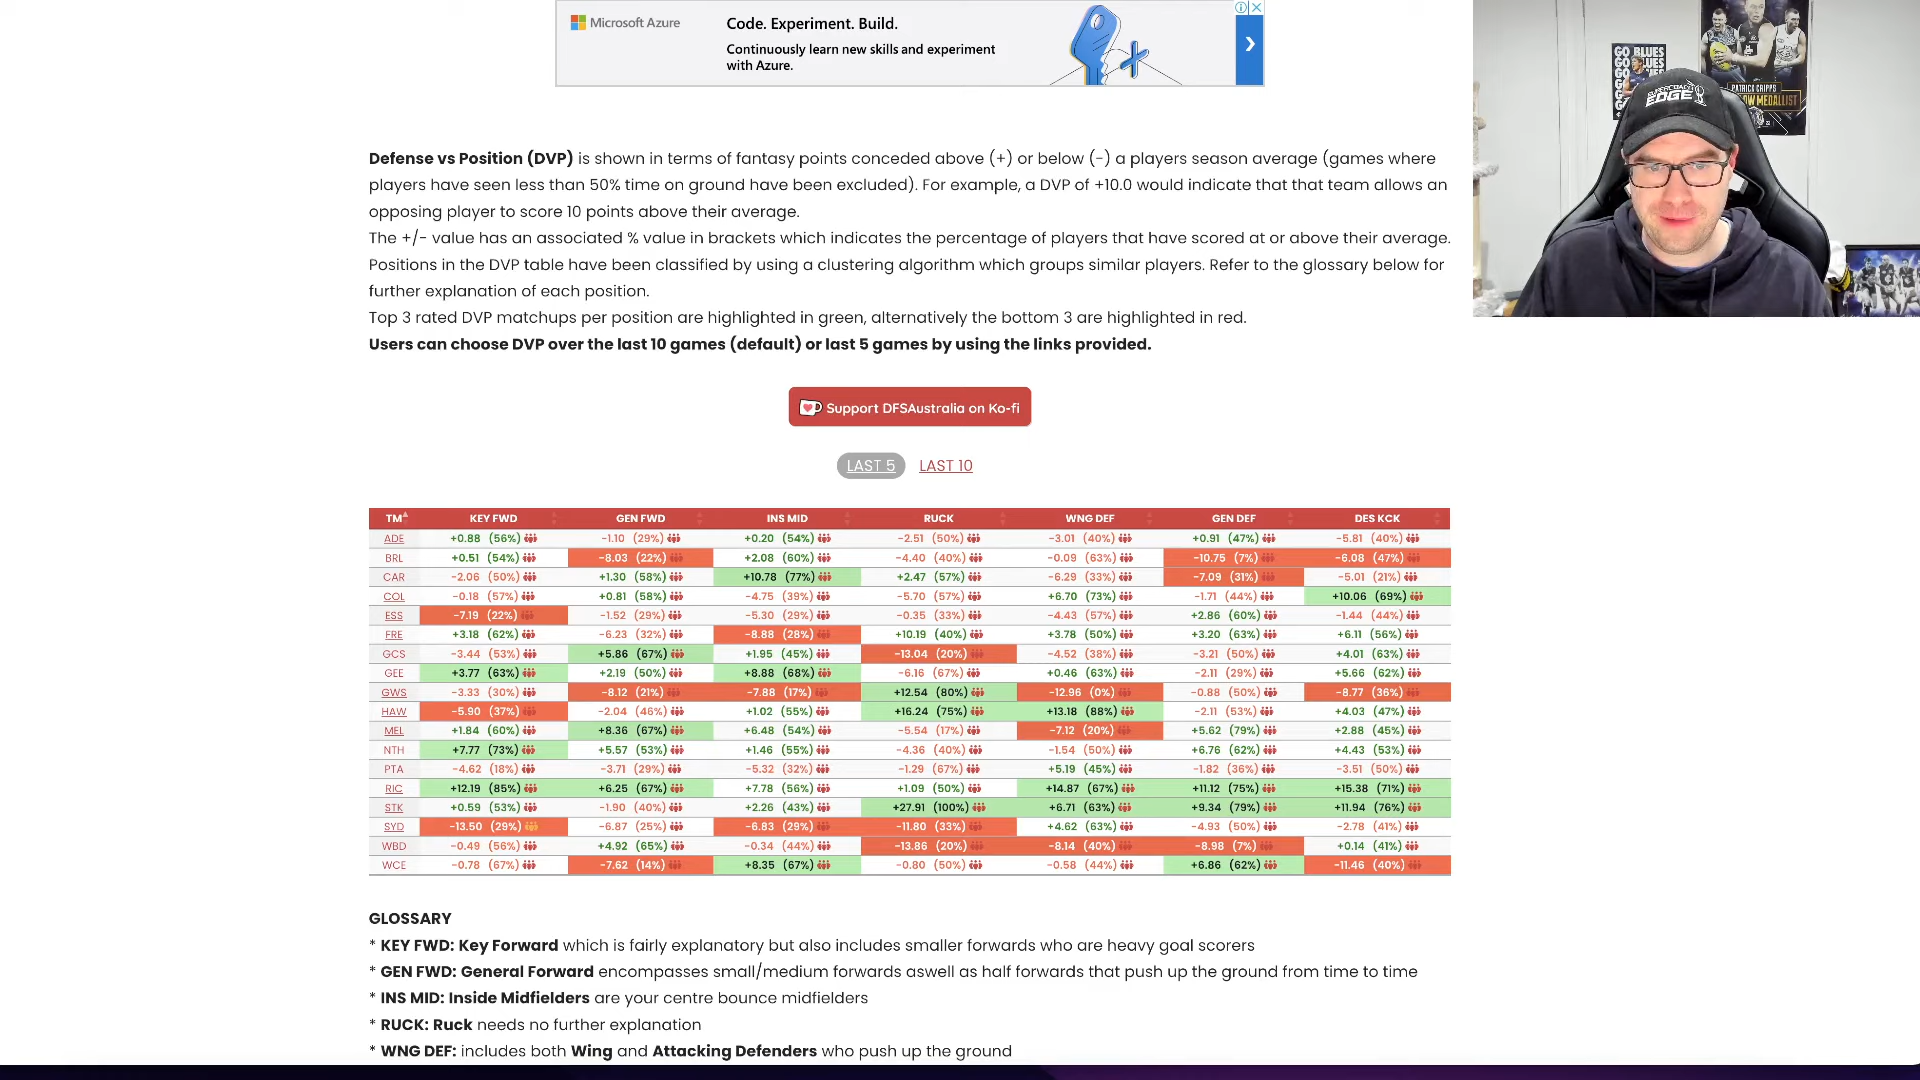 Microsoft Azure
Code. Experiment. Build.
Continuously learn new skills and experiment
with Azure.
GO BLUES
GO
GO
GO
PATRICK CRIPPS
MEDALLIST
SUPERCOACH
EDGE
Defense vs Position (DVP) is shown in terms of fantasy points conceded above (+) or below (-) a players season average (games where
players have seen less than 50% time on ground have been excluded). For example, a DVP of +10.0 would indicate that that team allows an
opposing player to score 10 points above their average.
The +/- value has an associated % value in brackets which indicates the percentage of players that have scored at or above their average.
Positions in the DVP table have been classified by using a clustering algorithm which groups similar players. Refer to the glossary below for
further explanation of each position.
Top 3 rated DVP matchups per position are highlighted in green, alternatively the bottom 3 are highlighted in red.
Users can choose DVP over the last 10 games (default) or last 5 games by using the links provided.
Support DFSAustralia on Ko-fi
LAST 5 LAST 10
TM KEY FWD GEN FWD INS MID RUCK WNG DEF GEN DEF DES KCK
ADE +0.88 (56%) -1.10 (29%) +0.20 (54%) -2.51 (50%) -3.01 (40%) +0.91 (47%) -5.81 (40%)
BRL +0.51 (54%) -8.03 (22%) +2.08 (60%) -4.40 (40%) -0.09 (63%) -10.75 (7%) -6.08 (47%)
CAR -2.06 (50%) +1.30 (58%) +10.78 (77%) +2.47 (57%) -6.29 (33%) -7.09 (31%) -5.01 (21%)
COL -0.18 (57%) +0.81 (58%) -4.75 (39%) -5.70 (57%) +6.70 (73%) -1.71 (44%) +10.06 (69%)
ESS -7.19 (22%) -1.52 (29%) -5.30 (29%) -0.35 (33%) -4.43 (57%) +2.86 (60%) -1.44 (44%)
FRE +3.18 (62%) -6.23 (32%) -8.88 (28%) +10.19 (40%) +3.78 (50%) +3.20 (63%) +6.11 (56%)
GCS -3.44 (53%) +5.86 (67%) +1.95 (45%) -13.04 (20%) -4.52 (38%) -3.21 (50%) +4.01 (63%)
GEE +3.77 (63%) +2.19 (50%) +8.88 (68%) -6.16 (67%) +0.46 (63%) -2.11 (29%) +5.66 (62%)
GWS -3.33 (30%) -8.12 (21%) -7.88 (17%) +12.54 (80%) -12.96 (0%) -0.88 (50%) -8.77 (36%)
HAW -5.90 (37%) -2.04 (46%) +1.02 (55%) +16.24 (75%) +13.18 (88%) -2.11 (53%) +4.03 (47%)
MEL +1.84 (60%) +8.36 (67%) +6.48 (54%) -5.54 (17%) -7.12 (20%) +5.62 (79%) +2.88 (45%)
NTH +7.77 (73%) +5.57 (53%) +1.46 (55%) -4.36 (40%) -1.54 (50%) +6.76 (62%) +4.43 (53%)
PTA -4.62 (18%) -3.71 (29%) -5.32 (32%) -1.29 (67%) +5.19 (45%) -1.82 (36%) -3.51 (50%)
RIC +12.19 (85%) +6.25 (67%) +7.78 (56%) +1.09 (50%) +14.87 (67%) +11.12 (75%) +15.38 (71%)
STK +0.59 (53%) -1.90 (40%) +2.26 (43%) +27.91 (100%) +6.71 (63%) +9.34 (79%) +11.94 (76%)
SYD -13.50 (29%) -6.87 (25%) -6.83 (29%) -11.80 (33%) +4.62 (63%) -4.93 (50%) -2.78 (41%)
WBD -0.49 (56%) +4.92 (65%) -0.34 (44%) -13.86 (20%) -8.14 (40%) -8.98 (7%) +0.14 (41%)
WCE -0.78 (67%) -7.62 (14%) +8.35 (67%) -0.80 (50%) -0.58 (44%) +6.86 (62%) -11.46 (40%)
GLOSSARY
* KEY FWD: Key Forward which is fairly explanatory but also includes smaller forwards who are heavy goal scorers
* GEN FWD: General Forward encompasses small/medium forwards aswell as half forwards that push up the ground from time to time
* INS MID: Inside Midfielders are your centre bounce midfielders
* RUCK: Ruck needs no further explanation
* WNG DEF: includes both Wing and Attacking Defenders who push up the ground